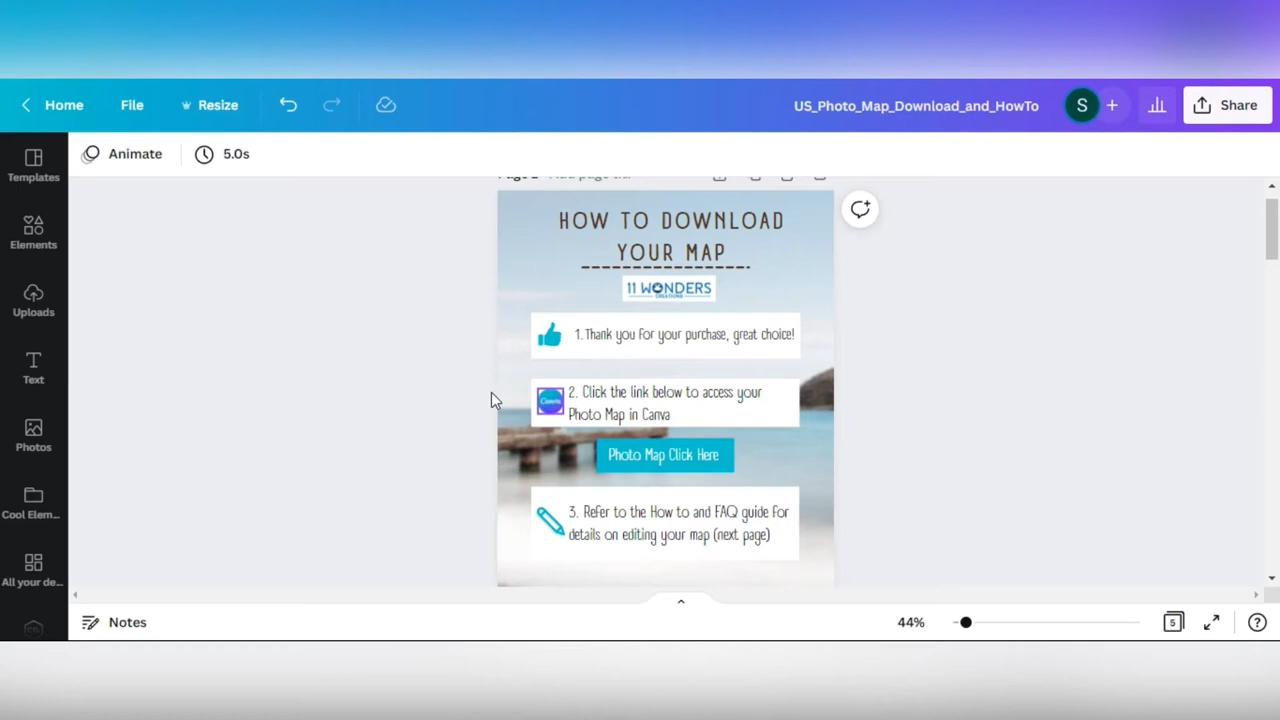 Home
File
Resize
US_Photo_Map_Download_and_HowTo
S
+
Share
Animate
5.0s
Templates
Elements
Uploads
Text
Photos
Cool Elem...
All your de...
HOW TO DOWNLOAD
YOUR MAP
11 WONDERS
CREATIONS
1. Thank you for your purchase, great choice!
Canva
2. Click the link below to access your
Photo Map in Canva
Photo Map Click Here
3. Refer to the How to and FAQ guide for
details on editing your map (next page)
Notes
44%
5
?